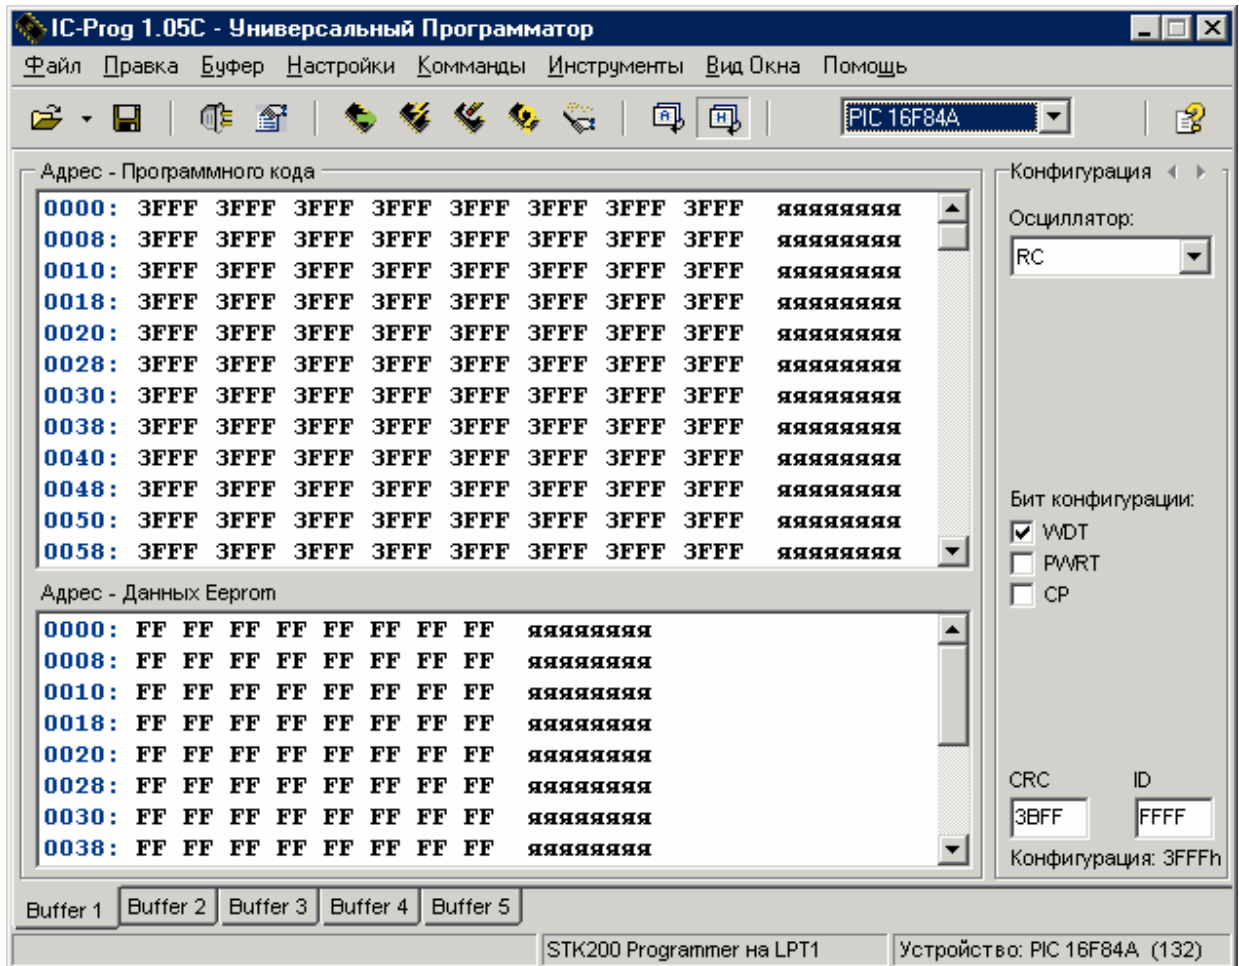 IC-Prog 1.05C - Универсальный Программатор
Файл Правка Буфер Настройки Комманды Инструменты Вид Окна Помощь
PIC 16F84A
Адрес - Программного кода
0000: 3FFF 3FFF 3FFF 3FFF 3FFF 3FFF 3FFF 3FFF яяяяяяяя
0008: 3FFF 3FFF 3FFF 3FFF 3FFF 3FFF 3FFF 3FFF яяяяяяяя
0010: 3FFF 3FFF 3FFF 3FFF 3FFF 3FFF 3FFF 3FFF яяяяяяяя
0018: 3FFF 3FFF 3FFF 3FFF 3FFF 3FFF 3FFF 3FFF яяяяяяяя
0020: 3FFF 3FFF 3FFF 3FFF 3FFF 3FFF 3FFF 3FFF яяяяяяяя
0028: 3FFF 3FFF 3FFF 3FFF 3FFF 3FFF 3FFF 3FFF яяяяяяяя
0030: 3FFF 3FFF 3FFF 3FFF 3FFF 3FFF 3FFF 3FFF яяяяяяяя
0038: 3FFF 3FFF 3FFF 3FFF 3FFF 3FFF 3FFF 3FFF яяяяяяяя
0040: 3FFF 3FFF 3FFF 3FFF 3FFF 3FFF 3FFF 3FFF яяяяяяяя
0048: 3FFF 3FFF 3FFF 3FFF 3FFF 3FFF 3FFF 3FFF яяяяяяяя
0050: 3FFF 3FFF 3FFF 3FFF 3FFF 3FFF 3FFF 3FFF яяяяяяяя
0058: 3FFF 3FFF 3FFF 3FFF 3FFF 3FFF 3FFF 3FFF яяяяяяяя
Адрес - Данных Eeprom
0000: FF FF FF FF FF FF FF FF яяяяяяяя
0008: FF FF FF FF FF FF FF FF яяяяяяяя
0010: FF FF FF FF FF FF FF FF яяяяяяяя
0018: FF FF FF FF FF FF FF FF яяяяяяяя
0020: FF FF FF FF FF FF FF FF яяяяяяяя
0028: FF FF FF FF FF FF FF FF яяяяяяяя
0030: FF FF FF FF FF FF FF FF яяяяяяяя
0038: FF FF FF FF FF FF FF FF яяяяяяяя
Конфигурация
Осциллятор:
RC
Бит конфигурации:
WDT
PWRT
CP
CRC ID
3BFF FFFF
Конфигурация: 3FFFh
Buffer 1 Buffer 2 Buffer 3 Buffer 4 Buffer 5
STK200 Programmer на LPT1 Устройство: PIC 16F84A (132)